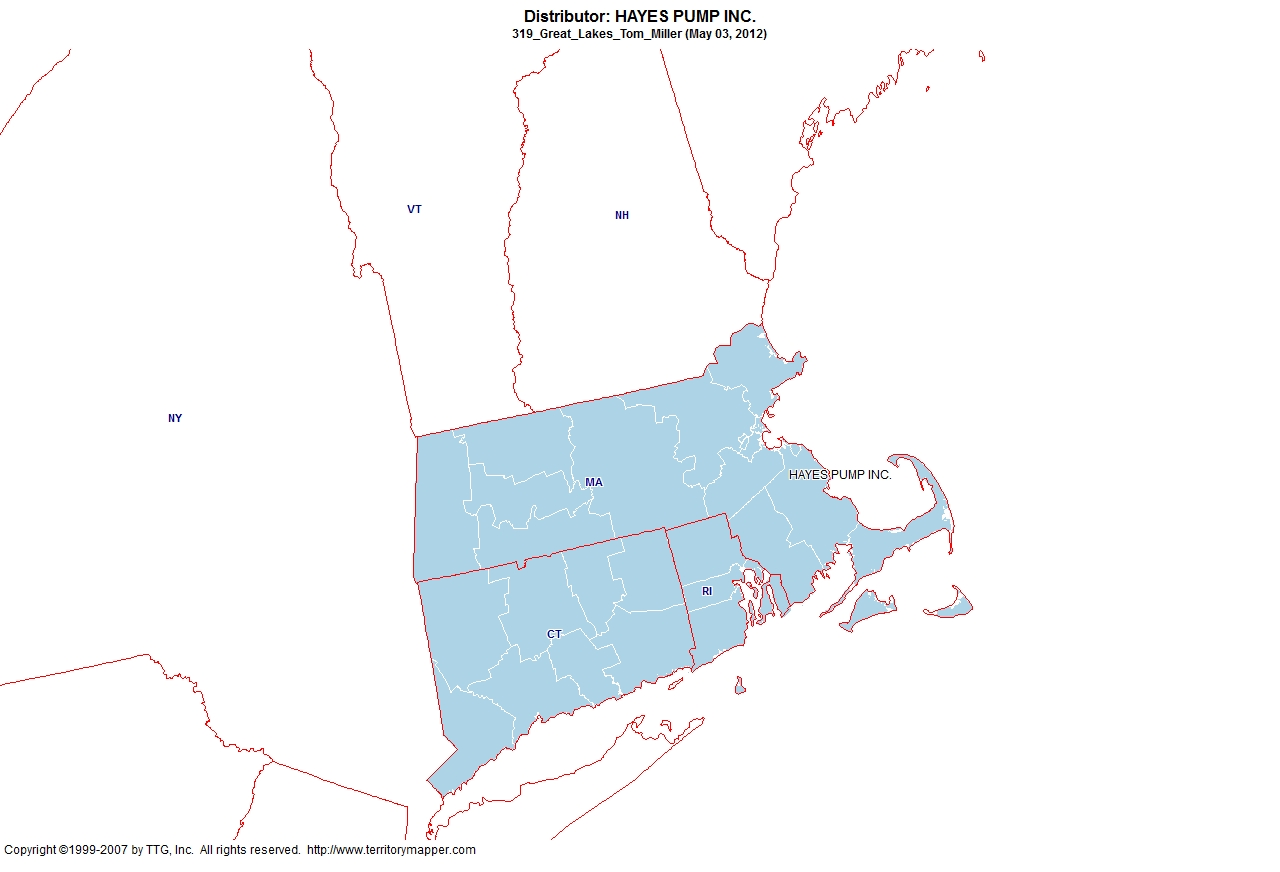 Distributor: HAYES PUMP INC.
319_Great_Lakes_Tom_Miller (May 03, 2012)
VT
NH
NY
MA
HAYES PUMP INC.
RI
CT
Copyright ©1999-2007 by TTG, Inc.  All rights reserved.  http://www.territorymapper.com